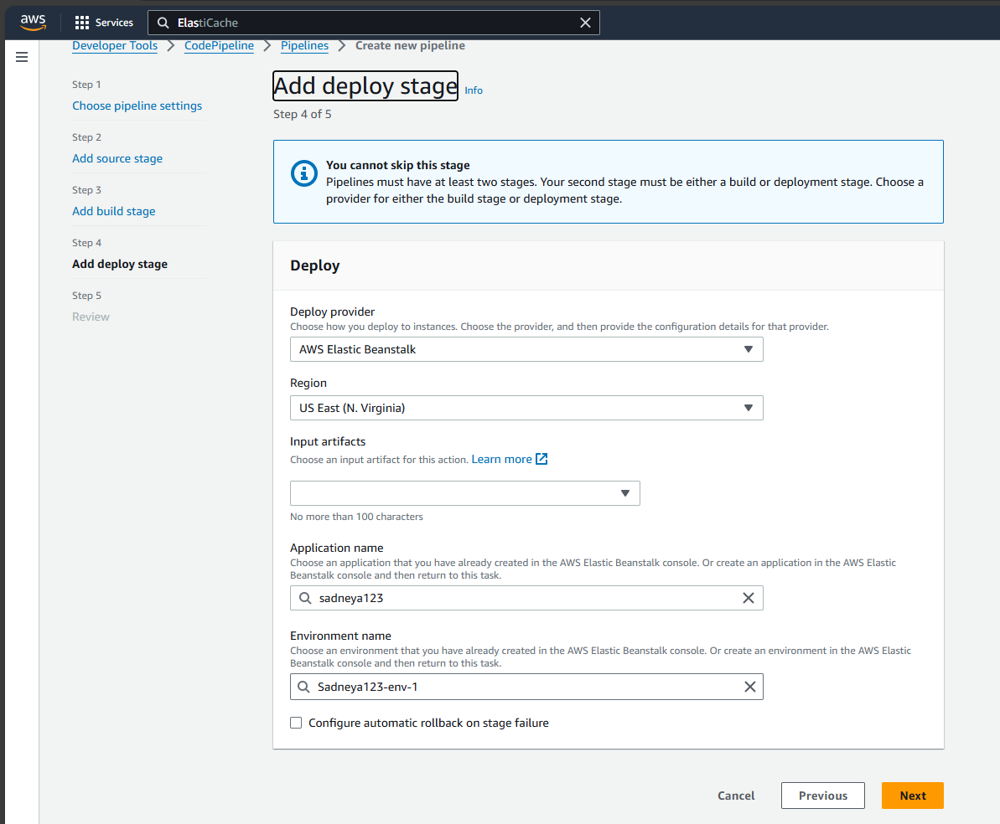 aws
Services
ElastiCache
Developer Tools
CodePipeline
Pipelines
Create new pipeline
Step 1
Choose pipeline settings
Step 2
Add source stage
Step 3
Add build stage
Step 4
Add deploy stage
Step 5
Review
Add deploy stage Info
Step 4 of 5
You cannot skip this stage
Pipelines must have at least two stages. Your second stage must be either a build or deployment stage. Choose a
provider for either the build stage or deployment stage.
Deploy
Deploy provider
Choose how you deploy to instances. Choose the provider, and then provide the configuration details for that provider.
AWS Elastic Beanstalk
Region
US East (N. Virginia)
Input artifacts
Choose an input artifact for this action. Learn more
No more than 100 characters
Application name
Choose an application that you have already created in the AWS Elastic Beanstalk console. Or create an application in the AWS Elastic
Beanstalk console and then return to this task.
sadneya123
Environment name
Choose an environment that you have already created in the AWS Elastic Beanstalk console. Or create an environment in the AWS Elastic
Beanstalk console and then return to this task.
Sadneya123-env-1
Configure automatic rollback on stage failure
Cancel
Previous
Next